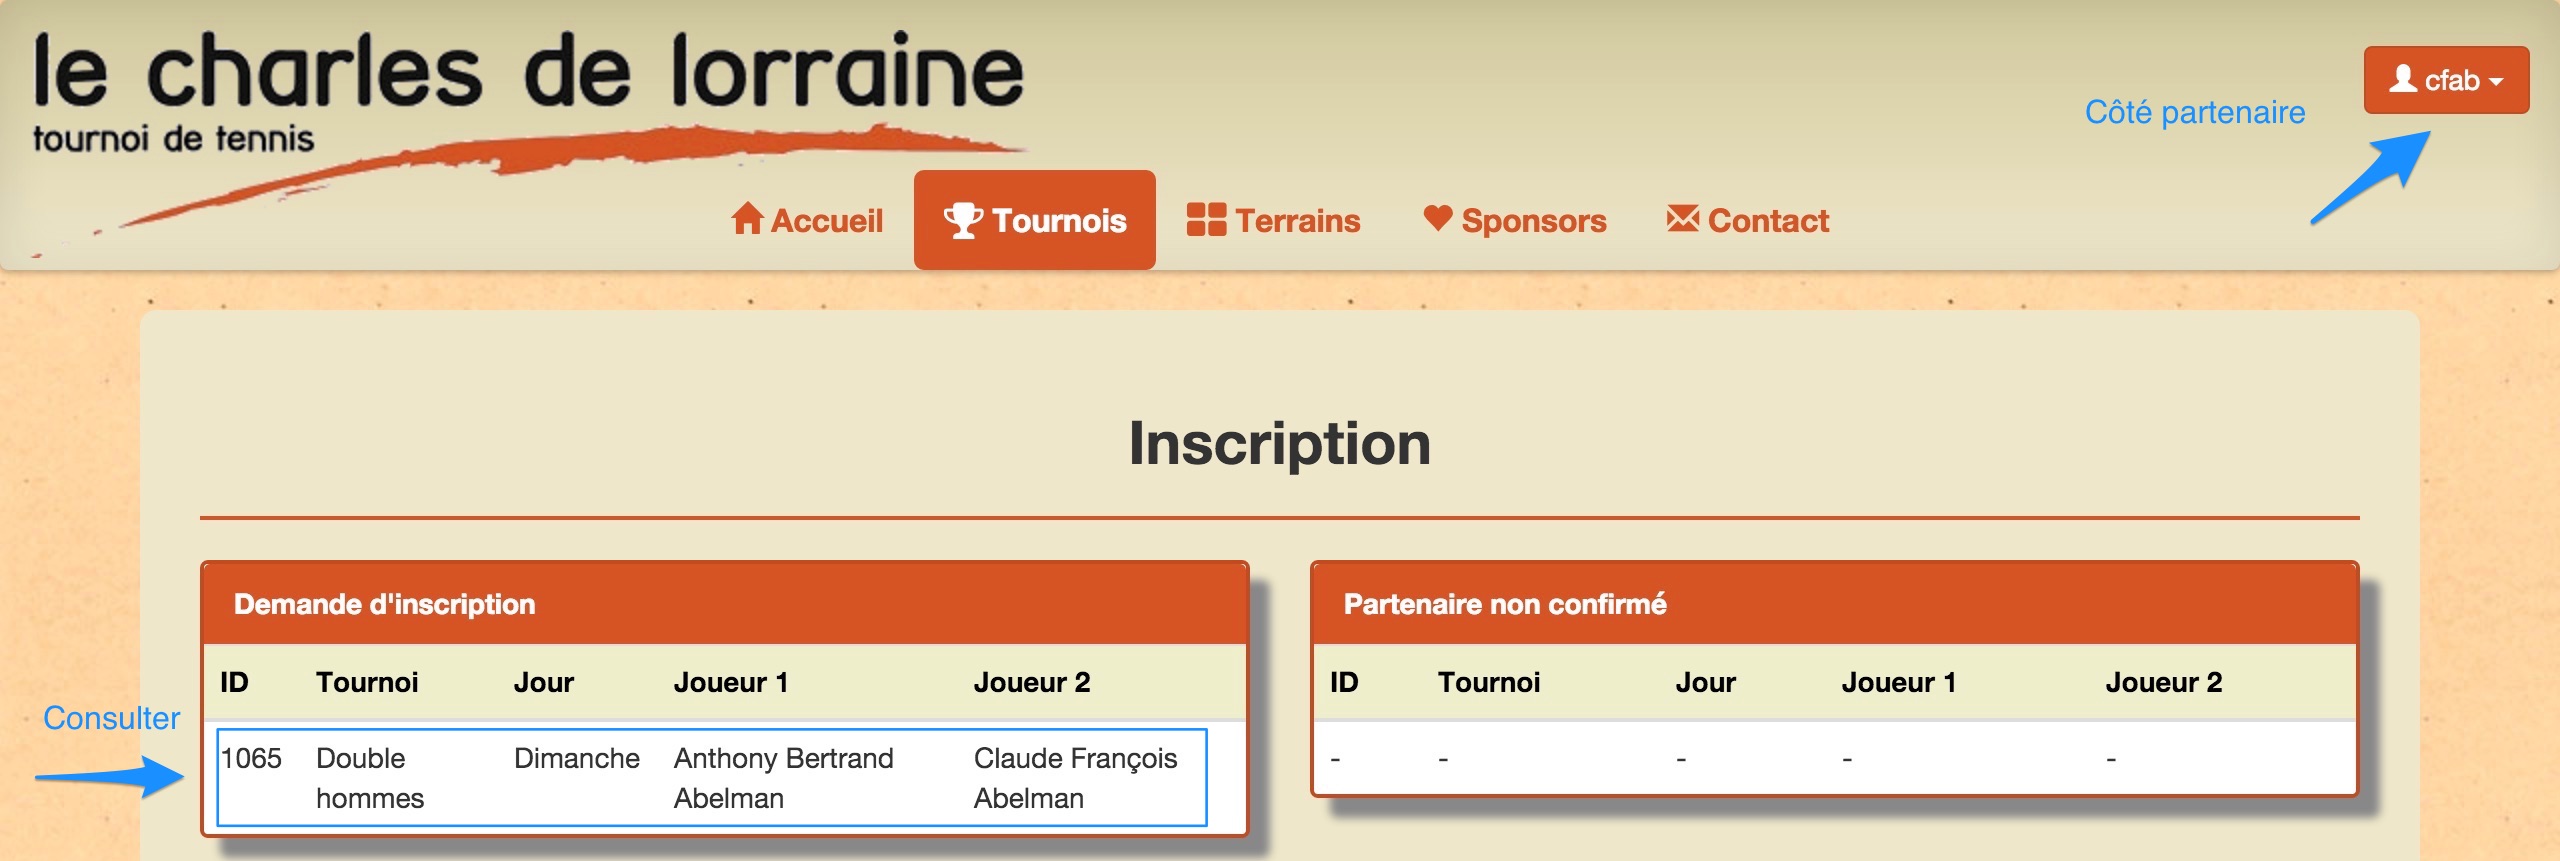 le charles de lorraine
tournoi de tennis
cfab
Côté partenaire
Accueil Tournois Terrains Sponsors Contact
Inscription
Demande d'inscription
ID Tournoi Jour Joueur 1 Joueur 2
Consulter
1065 Double hommes Dimanche Anthony Bertrand Abelman Claude François Abelman
Partenaire non confirmé
ID Tournoi Jour Joueur 1 Joueur 2
- - - - -